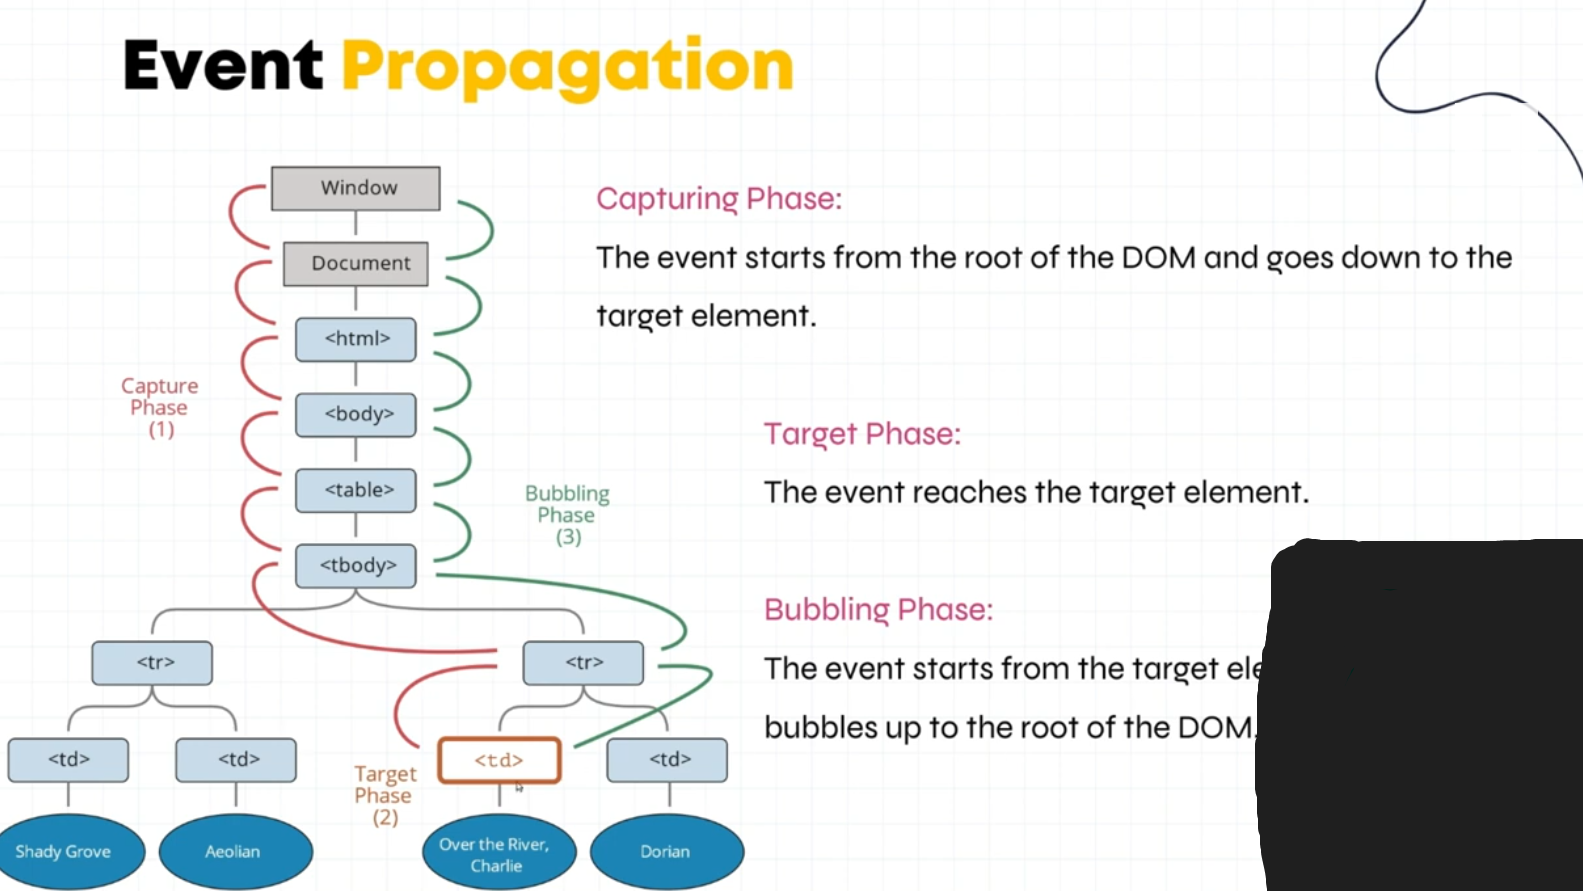 Event Propagation
Window
Document
<html>
<body>
<table>
<tbody>
<tr>
<tr>
<td>
<td>
<td>
<td>
Shady Grove
Aeolian
Over the River,
Charlie
Dorian
Capture
Phase
(1)
Target
Phase
(2)
Bubbling
Phase
(3)
Capturing Phase:
The event starts from the root of the DOM and goes down to the
target element.
Target Phase:
The event reaches the target element.
Bubbling Phase:
The event starts from the target
bubbles up to the root of the DOM.